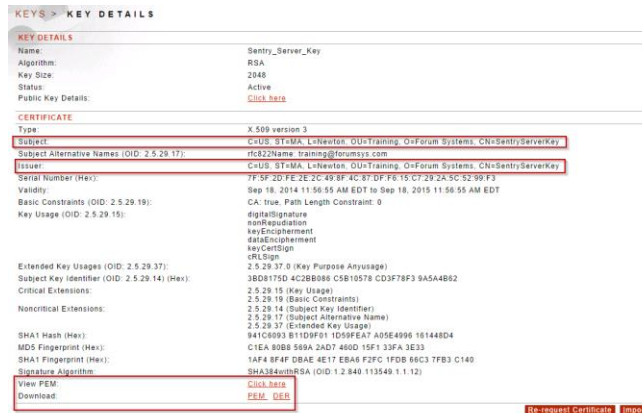 KEYS > KEY DETAILS
KEY DETAILS
Name: Sentry_Server_Key
Algorithm: RSA
Key Size: 2048
Status: Active
Public Key Details: Click here
CERTIFICATE
Type: X.509 version 3
Subject: C=US, ST=MA, L=Newton, OU=Training, O=Forum Systems, CN=SentryServerKey
Subject Alternative Names (OID: 2.5.29.17): rfc822Name: training@forumsys.com
Issuer: C=US, ST=MA, L=Newton, OU=Training, O=Forum Systems, CN=SentryServerKey
Serial Number (Hex): 7F:5F:2D:FE:2E:2C:49:8F:4C:87:DF:F6:15:C7:29:2A:5C:52:99:F3
Validity: Sep 18, 2014 11:56:55 AM EDT to Sep 18, 2015 11:56:55 AM EDT
Basic Constraints (OID: 2.5.29.19): CA: true, Path Length Constraint: 0
Key Usage (OID: 2.5.29.15): digitalSignature
nonRepudiation
keyEncipherment
dataEncipherment
keyCertSign
cRLSign
Extended Key Usages (OID: 2.5.29.37): 2.5.29.37.0 (Key Purpose Anyusage)
Subject Key Identifier (OID: 2.5.29.14) (Hex): 3BD8175D 4C2BB086 C5B10578 CD3F78F3 9A5A4B62
Critical Extensions: 2.5.29.15 (Key Usage)
2.5.29.19 (Basic Constraints)
Noncritical Extensions: 2.5.29.14 (Subject Key Identifier)
2.5.29.17 (Subject Alternative Name)
2.5.29.37 (Extended Key Usage)
SHA1 Hash (Hex): 941C6093 B11D9F01 1D59FEA7 A05E4996 161448D4
MD5 Fingerprint (Hex): C1EA 80B8 569A 2AD7 460D 15F1 33FA 3E33
SHA1 Fingerprint (Hex): 1AF4 8F4F DBAE 4E17 EBA6 F2FC 1FDB 66C3 7FB3 C140
Signature Algorithm: SHA384withRSA (OID:1.2.840.113549.1.1.12)
View PEM: Click here
Download: PEM DER
Re-request Certificate